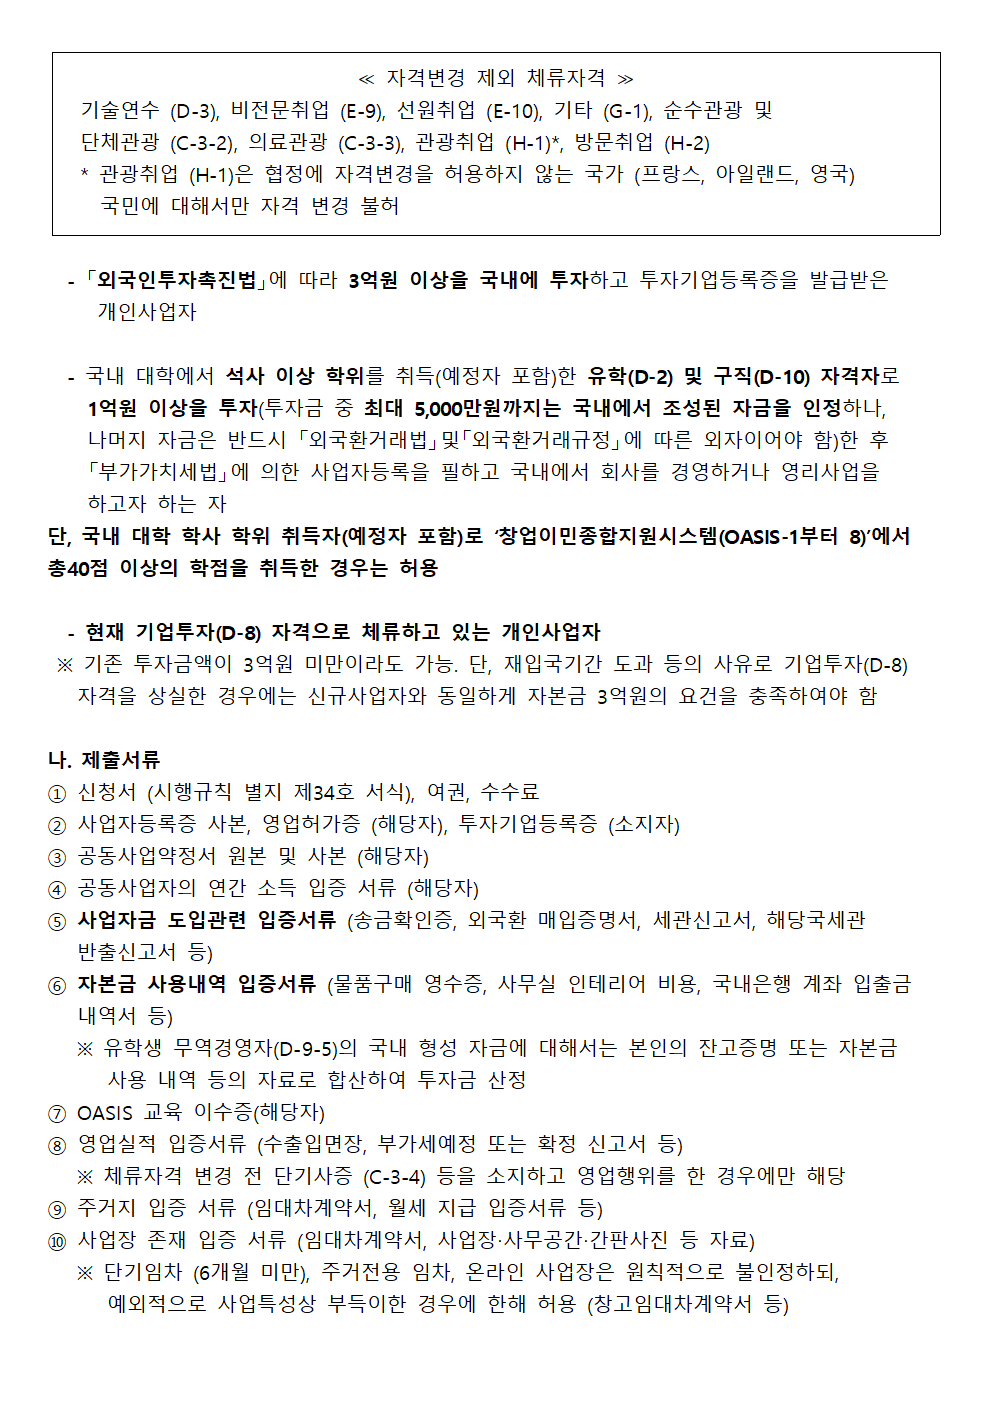 ≪ 자격변경 제외 체류자격 ≫
기술연수 (D-3), 비전문취업 (E-9), 선원취업 (E-10), 기타 (G-1), 순수관광 및
단체관광 (C-3-2), 의료관광 (C-3-3), 관광취업 (H-1)*, 방문취업 (H-2)
* 관광취업 (H-1)은 협정에 자격변경을 허용하지 않는 국가 (프랑스, 아일랜드, 영국)
국민에 대해서만 자격 변경 불허
- 「외국인투자촉진법」에 따라 3억원 이상을 국내에 투자하고 투자기업등록증을 발급받은
개인사업자
- 국내 대학에서 석사 이상 학위를 취득(예정자 포함)한 유학(D-2) 및 구직(D-10) 자격자로
1억원 이상을 투자(투자금 중 최대 5,000만원까지는 국내에서 조성된 자금을 인정하나,
나머지 자금은 반드시 「외국환거래법」및「외국환거래규정」에 따른 외자이어야 함)한 후
「부가가치세법」에 의한 사업자등록을 필하고 국내에서 회사를 경영하거나 영리사업을
하고자 하는 자
단, 국내 대학 학사 학위 취득자(예정자 포함)로 ‘창업이민종합지원시스템(OASIS-1부터 8)’에서
총40점 이상의 학점을 취득한 경우는 허용
- 현재 기업투자(D-8) 자격으로 체류하고 있는 개인사업자
※ 기존 투자금액이 3억원 미만이라도 가능. 단, 재입국기간 도과 등의 사유로 기업투자(D-8)
자격을 상실한 경우에는 신규사업자와 동일하게 자본금 3억원의 요건을 충족하여야 함
나. 제출서류
① 신청서 (시행규칙 별지 제34호 서식), 여권, 수수료
② 사업자등록증 사본, 영업허가증 (해당자), 투자기업등록증 (소지자)
③ 공동사업약정서 원본 및 사본 (해당자)
④ 공동사업자의 연간 소득 입증 서류 (해당자)
⑤ 사업자금 도입관련 입증서류 (송금확인증, 외국환 매입증명서, 세관신고서, 해당국세관
반출신고서 등)
⑥ 자본금 사용내역 입증서류 (물품구매 영수증, 사무실 인테리어 비용, 국내은행 계좌 입출금
내역서 등)
※ 유학생 무역경영자(D-9-5)의 국내 형성 자금에 대해서는 본인의 잔고증명 또는 자본금
사용 내역 등의 자료로 합산하여 투자금 산정
⑦ OASIS 교육 이수증(해당자)
⑧ 영업실적 입증서류 (수출입면장, 부가세예정 또는 확정 신고서 등)
※ 체류자격 변경 전 단기사증 (C-3-4) 등을 소지하고 영업행위를 한 경우에만 해당
⑨ 주거지 입증 서류 (임대차계약서, 월세 지급 입증서류 등)
⑩ 사업장 존재 입증 서류 (임대차계약서, 사업장·사무공간·간판사진 등 자료)
※ 단기임차 (6개월 미만), 주거전용 임차, 온라인 사업장은 원칙적으로 불인정하되,
예외적으로 사업특성상 부득이한 경우에 한해 허용 (창고임대차계약서 등)